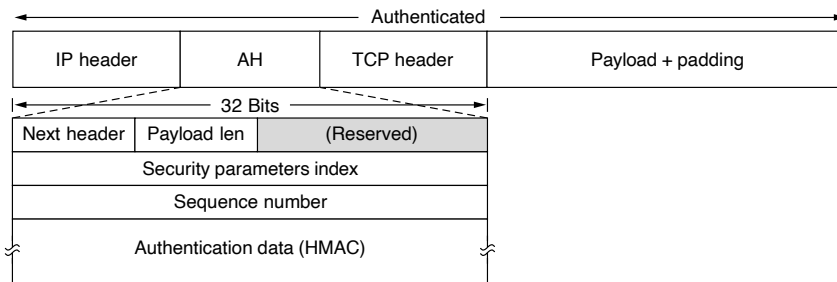 Authenticated
IP header AH TCP header Payload + padding
32 Bits
Next header Payload len (Reserved)
Security parameters index
Sequence number
Authentication data (HMAC)